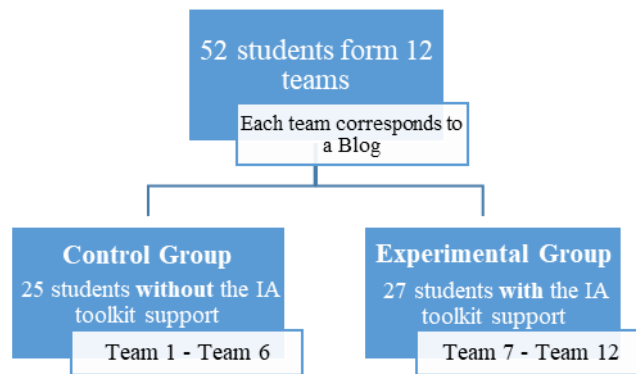 52 students form 12
teams
Each team corresponds to
a Blog
Control Group
25 students without the IA
toolkit support
Team 1 - Team 6
Experimental Group
27 students with the IA
toolkit support
Team 7 - Team 12